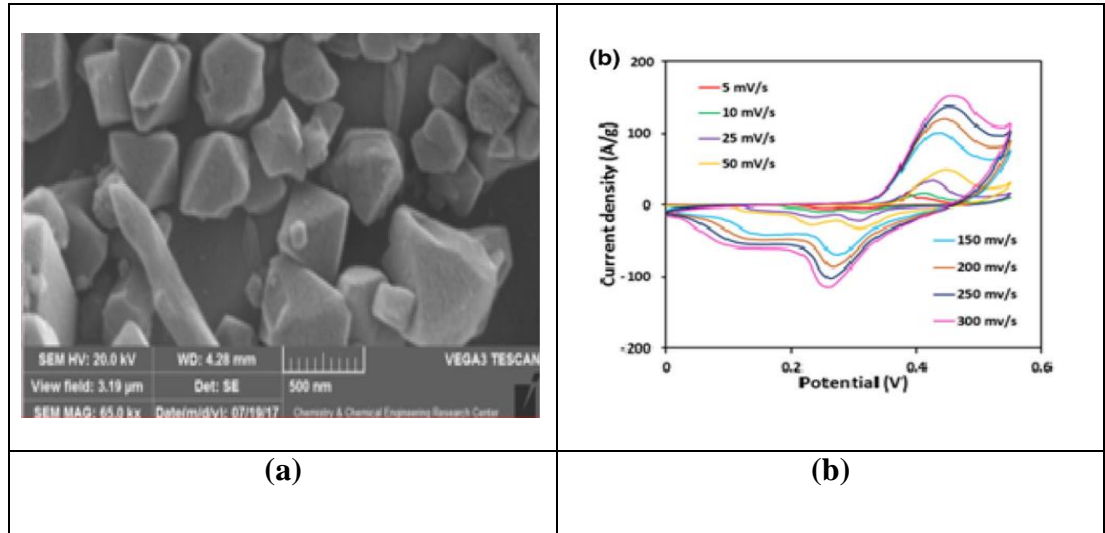 SEM HV: 20.0 kV WD: 4.28 mm VEGA3 TESCAN
View field: 3.19 µm Det: SE 500 nm
SEM MAG: 65.0 kx Date(m/d/y): 07/19/17 Chemistry & Chemical Engineering Research Center
(b)
200
100
0
-100
-200
Current density (A/g)
5 mV/s
10 mV/s
25 mV/s
50 mV/s
150 mv/s
200 mv/s
250 mv/s
300 mv/s
0 0.2 0.4 0.6
Potential (V)
(a) (b)